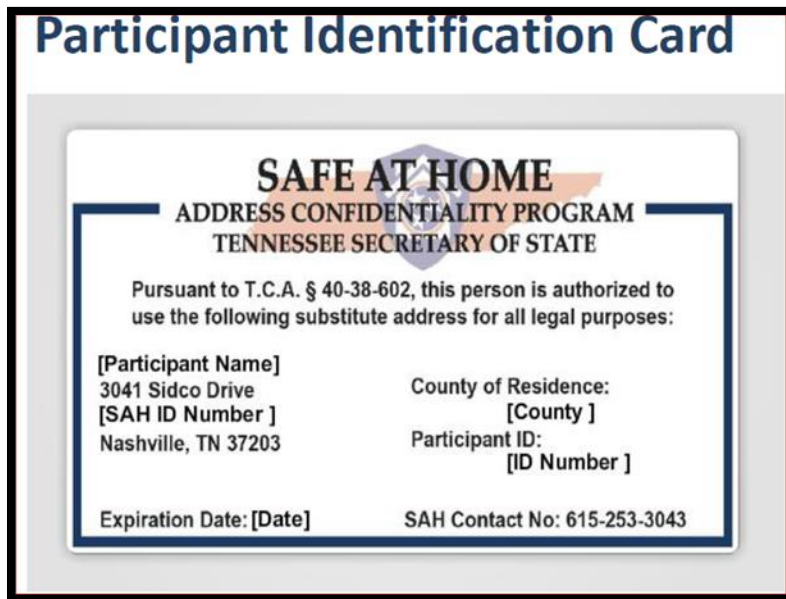 Participant Identification Card
SAFE AT HOME
ADDRESS CONFIDENTIALITY PROGRAM
TENNESSEE SECRETARY OF STATE
Pursuant to T.C.A. § 40-38-602, this person is authorized to
use the following substitute address for all legal purposes:
[Participant Name]
3041 Sidco Drive
[SAH ID Number ]
Nashville, TN 37203
County of Residence:
[County ]
Participant ID:
[ID Number ]
Expiration Date: [Date]
SAH Contact No: 615-253-3043